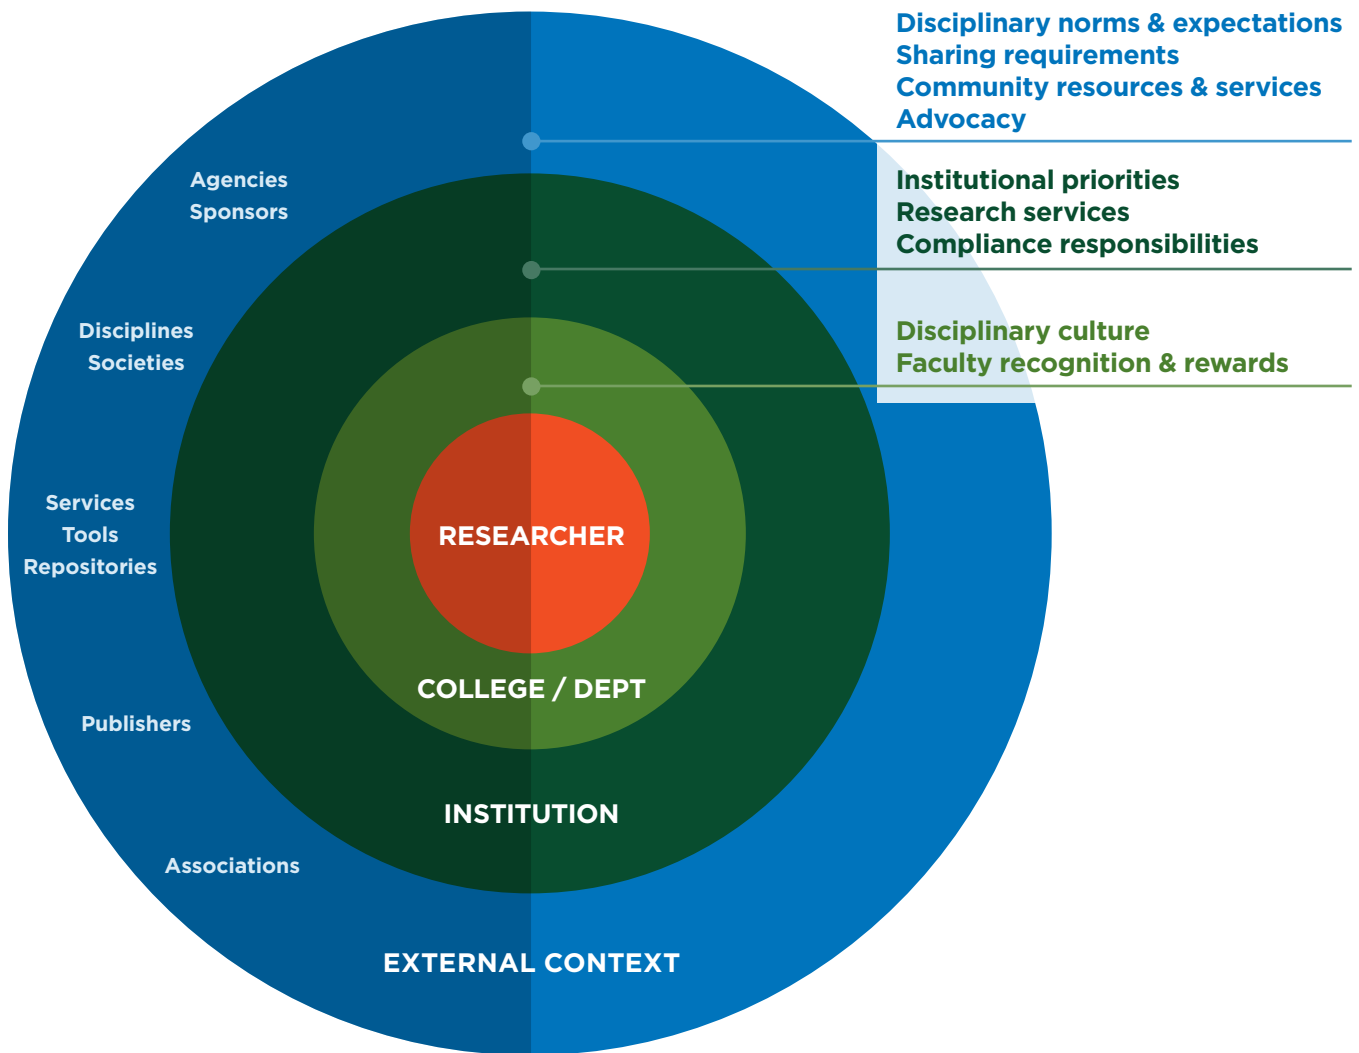 Disciplinary norms & expectations
Sharing requirements
Community resources & services
Advocacy
Institutional priorities
Research services
Compliance responsibilities
Disciplinary culture
Faculty recognition & rewards
Agencies
Sponsors
Disciplines
Societies
Services
Tools
Repositories
Publishers
Associations
RESEARCHER
COLLEGE / DEPT
INSTITUTION
EXTERNAL CONTEXT